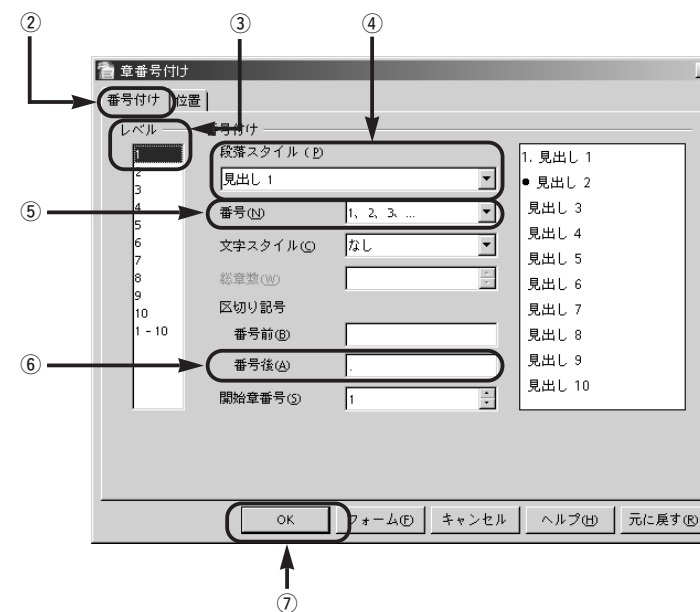 ② ③ ④
章番号付け
番号付け 位置
レベル 番号付け
1
2
3
4
5
6
7
8
9
10
1 - 10
段落スタイル(P)
見出し 1
⑤
番号(N) 1、2、3、...
文字スタイル(C) なし
総章数(W)
区切り記号
番号前(B)
⑥
番号後(A) .
開始章番号(S) 1
1. 見出し 1
● 見出し 2
見出し 3
見出し 4
見出し 5
見出し 6
見出し 7
見出し 8
見出し 9
見出し 10
OK フォーム(F) キャンセル ヘルプ(H) 元に戻す(R)
⑦